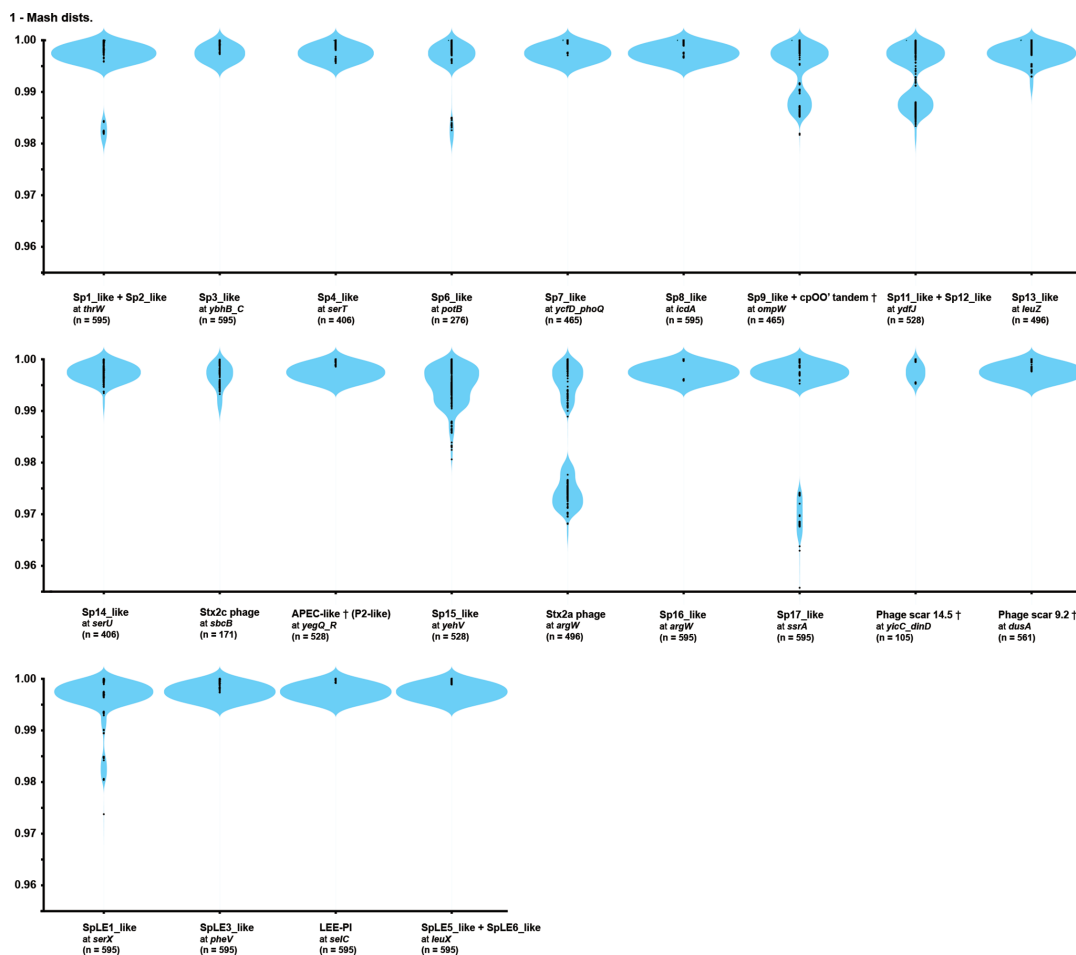 1 - Mash dists.
1.00
0.99
0.98
0.97
0.96
Sp1_like + Sp2_like
at thrW
(n = 595)
Sp3_like
at ybhB_C
(n = 595)
Sp4_like
at serT
(n = 406)
Sp6_like
at potB
(n = 276)
Sp7_like
at ycfD_phoQ
(n = 465)
Sp8_like
at icdA
(n = 595)
Sp9_like + cpOO' tandem †
at ompW
(n = 465)
Sp11_like + Sp12_like
at ydfJ
(n = 528)
Sp13_like
at leuZ
(n = 496)
1.00
0.99
0.98
0.97
0.96
Sp14_like
at serU
(n = 406)
Stx2c phage
at sbcB
(n = 171)
APEC-like † (P2-like)
at yegQ_R
(n = 528)
Sp15_like
at yehV
(n = 528)
Stx2a phage
at argW
(n = 496)
Sp16_like
at argW
(n = 595)
Sp17_like
at ssrA
(n = 595)
Phage scar 14.5 †
at yicC_dinD
(n = 105)
Phage scar 9.2 †
at dusA
(n = 561)
1.00
0.99
0.98
0.97
0.96
SpLE1_like
at serX
(n = 595)
SpLE3_like
at pheV
(n = 595)
LEE-PI
at selC
(n = 595)
SpLE5_like + SpLE6_like
at leuX
(n = 595)